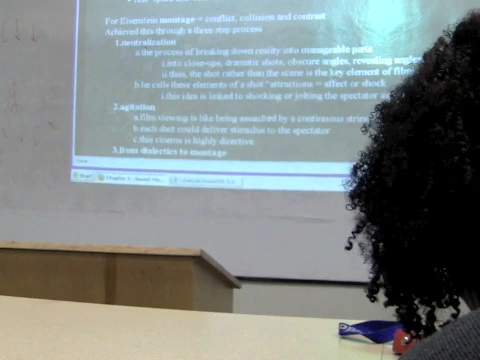 For Eisenstein montage = conflict, collision and contrast
Achieved this through a three step process
1.neutralization
a.the process of breaking down reality into manageable parts
i.into close-ups, dramatic shots, obscure angles, revealing angles
ii.thus, the shot rather than the scene is the key element of film
b.he calls these elements of a shot "attractions = affect or shock
i.this idea is linked to shocking or jolting the spectator
2.agitation
a.film viewing is like being assaulted by a continuous string
b.each shot could deliver stimulus to the spectator
c.this cinema is highly directive
3.from dialectics to montage
Start